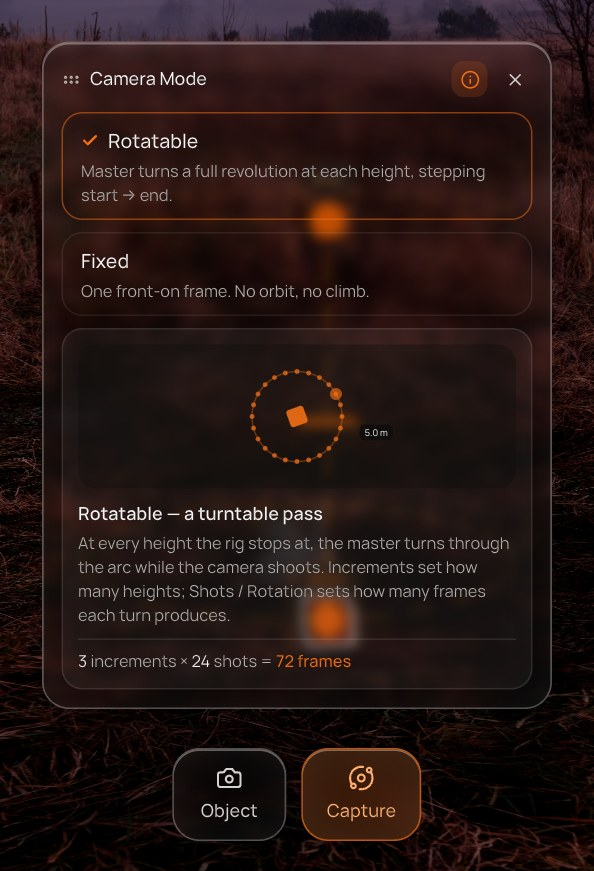 Camera Mode
Rotatable
Master turns a full revolution at each height, stepping
start → end.
Fixed
One front-on frame. No orbit, no climb.
5.0 m
Rotatable — a turntable pass
At every height the rig stops at, the master turns through
the arc while the camera shoots. Increments set how
many heights; Shots / Rotation sets how many frames
each turn produces.
3 increments × 24 shots = 72 frames
Object
Capture